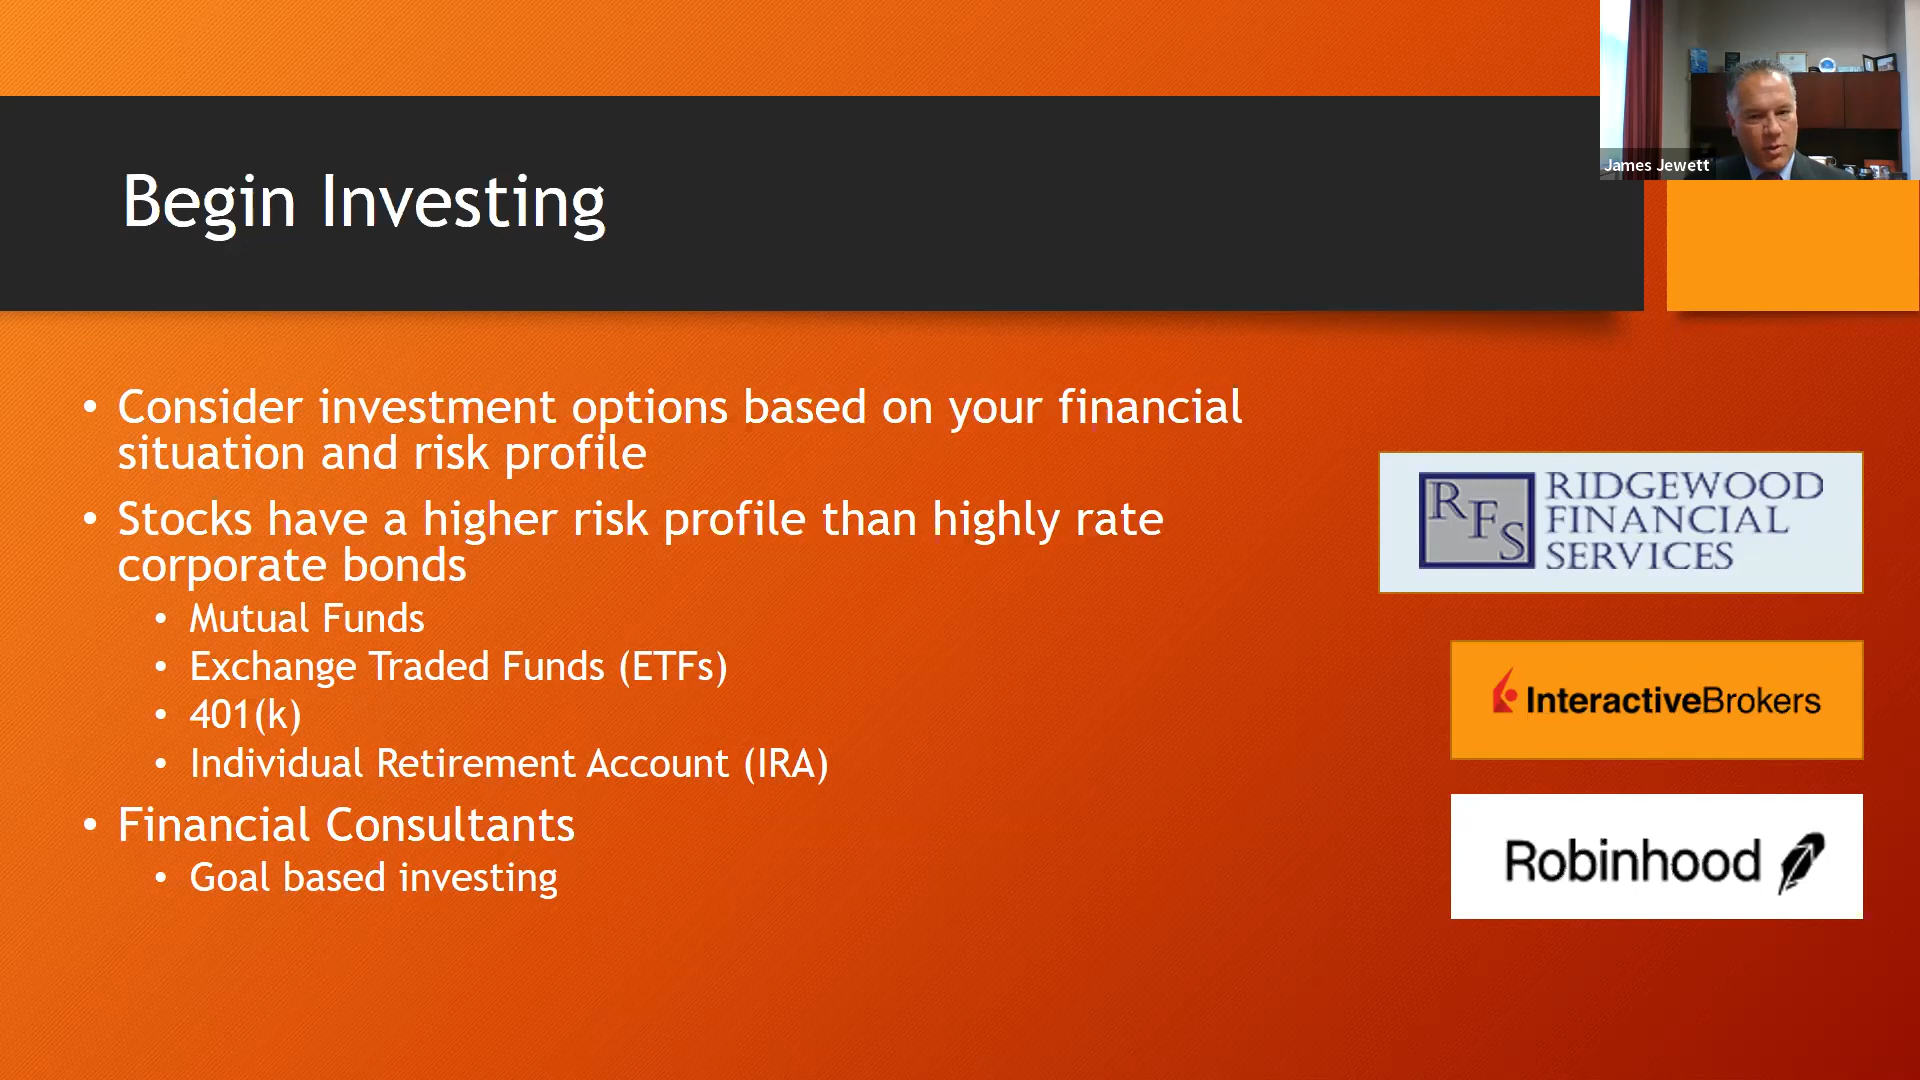 James Jewett
Begin Investing
• Consider investment options based on your financial
situation and risk profile
• Stocks have a higher risk profile than highly rate
corporate bonds
• Mutual Funds
• Exchange Traded Funds (ETFs)
• 401(k)
• Individual Retirement Account (IRA)
• Financial Consultants
• Goal based investing
RFS
RIDGEWOOD
FINANCIAL
SERVICES
InteractiveBrokers
Robinhood